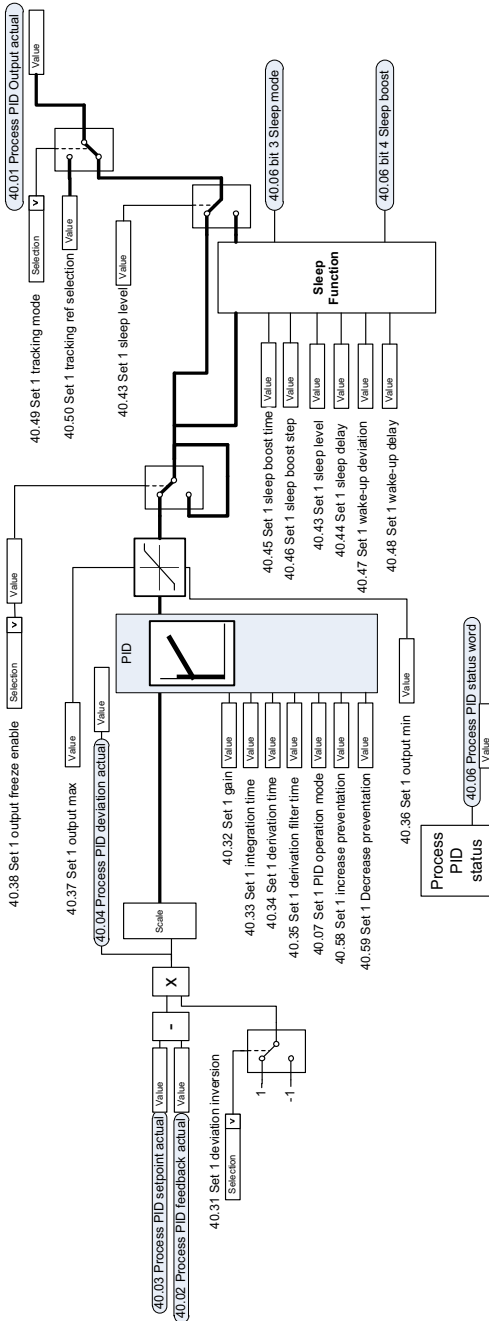 40.38 Set 1 output freeze enable
Selection
v
Value
40.37 Set 1 output max
Value
40.04 Process PID deviation actual
Value
40.03 Process PID setpoint actual
Value
40.02 Process PID feedback actual
Value
-
X
Scale
40.31 Set 1 deviation inversion
Selection
v
1
-1
PID
40.32 Set 1 gain
Value
40.33 Set 1 integration time
Value
40.34 Set 1 derivation time
Value
40.35 Set 1 derivation filter time
Value
40.07 Set 1 PID operation mode
Value
40.58 Set 1 increase preventation
Value
40.59 Set 1 Decrease preventation
Value
40.36 Set 1 output min
Value
Process
PID
status
40.06 Process PID status word
Value
40.49 Set 1 tracking mode
Selection
v
40.50 Set 1 tracking ref selection
Value
40.43 Set 1 sleep level
Value
40.01 Process PID Output actual
Value
40.45 Set 1 sleep boost time
Value
40.46 Set 1 sleep boost step
Value
40.43 Set 1 sleep level
Value
40.44 Set 1 sleep delay
Value
40.47 Set 1 wake-up deviation
Value
40.48 Set 1 wake-up delay
Value
Sleep
Function
40.06 bit 3 Sleep mode
40.06 bit 4 Sleep boost